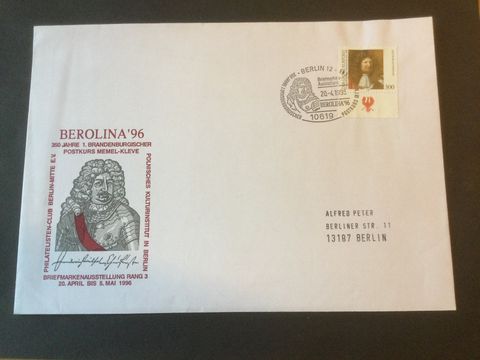 BEROLINA'96
350 JAHRE 1. BRANDENBURGISCHER
POSTKURS MEMEL-KLEVE
PHILATELISTEN-CLUB BERLIN-MITTE E.V.
POLNISCHES KULTURINSTITUT IN BERLIN
BRIEFMARKENAUSSTELLUNG RANG 3
20. APRIL BIS 5. MAI 1996
BERLIN 12
BEROLINA'96
10619
300
ALFRED PETER
BERLINER STR. 11
13187 BERLIN